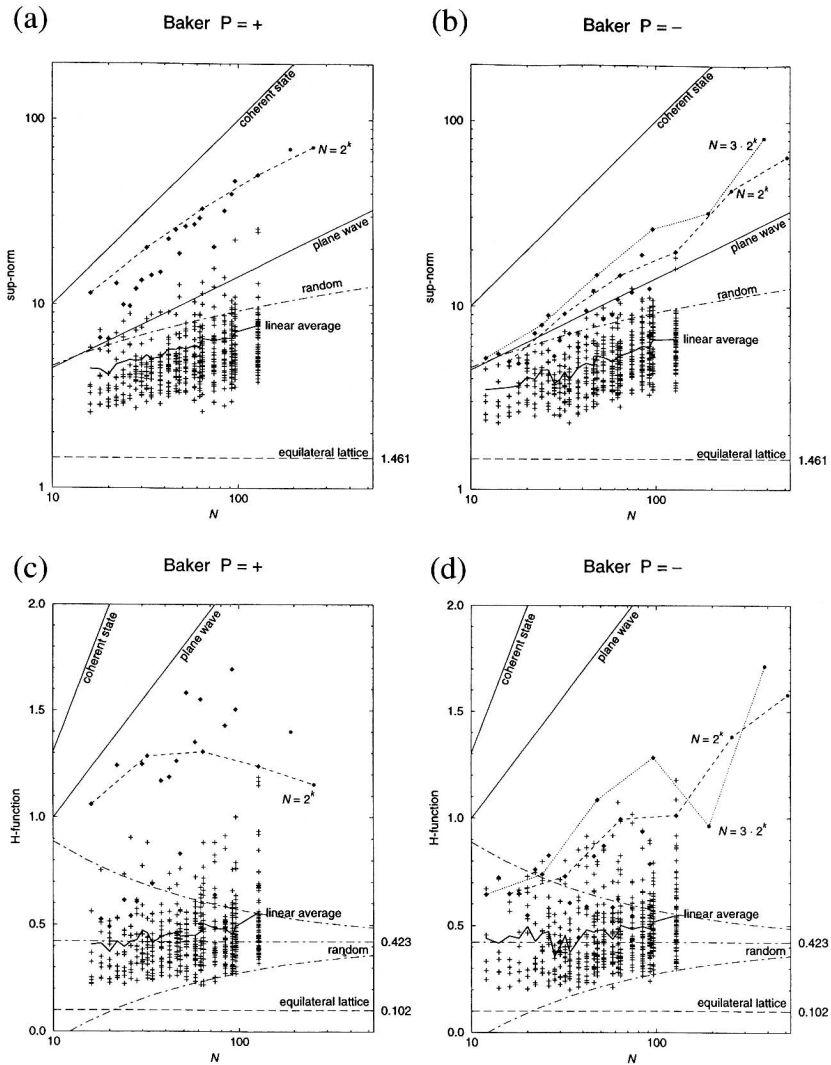 (a)
Baker P = +
100
10
1
sup-norm
coherent state
N = 2^k
plane wave
random
linear average
equilateral lattice
1.461
10
100
N
(b)
Baker P = −
100
10
1
sup-norm
coherent state
N = 3 · 2^k
N = 2^k
plane wave
random
linear average
equilateral lattice
1.461
10
100
N
(c)
Baker P = +
2.0
1.5
1.0
0.5
0.0
H-function
coherent state
plane wave
N = 2^k
linear average
0.423
random
equilateral lattice
0.102
10
100
N
(d)
Baker P = −
2.0
1.5
1.0
0.5
0.0
H-function
coherent state
plane wave
N = 2^k
N = 3 · 2^k
linear average
0.423
random
equilateral lattice
0.102
10
100
N